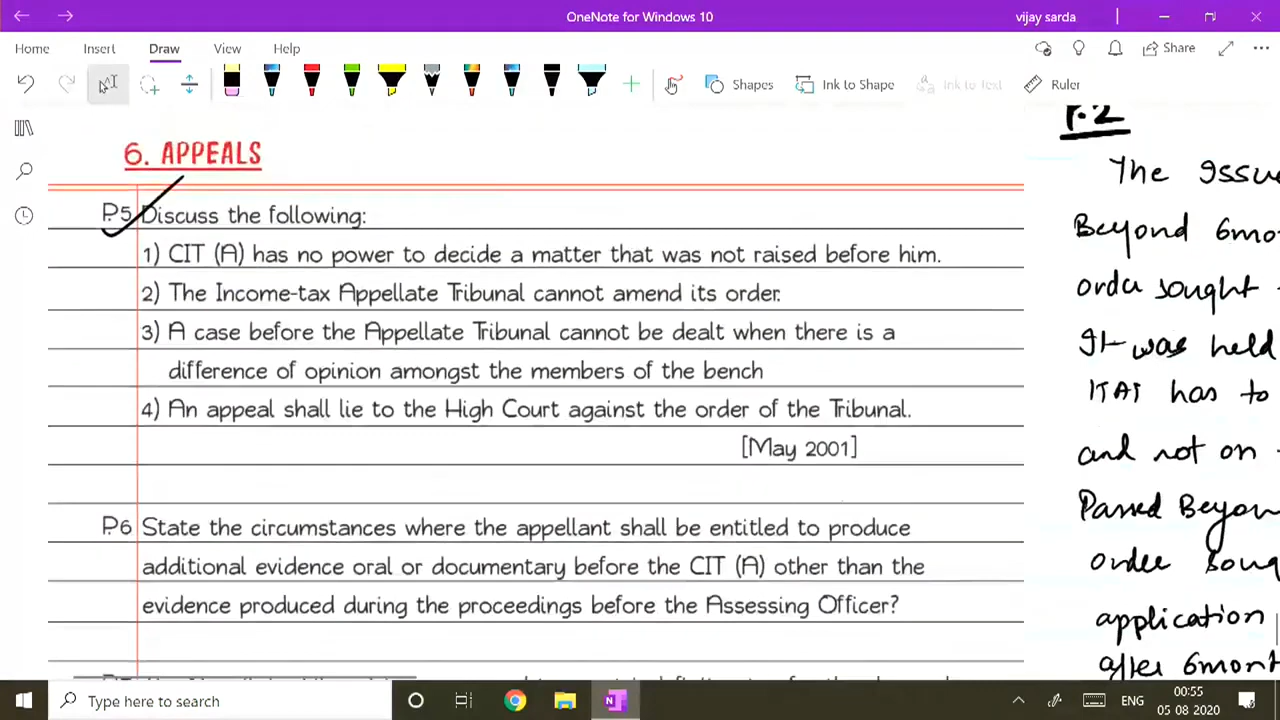 OneNote for Windows 10
vijay sarda
Home Insert Draw View Help
Share
Shapes
Ink to Shape
Ink to Text
Ruler
6. APPEALS
P.5 Discuss the following:
1) CIT (A) has no power to decide a matter that was not raised before him.
2) The Income-tax Appellate Tribunal cannot amend its order.
3) A case before the Appellate Tribunal cannot be dealt when there is a
difference of opinion amongst the members of the bench
4) An appeal shall lie to the High Court against the order of the Tribunal.
[May 2001]
P.6 State the circumstances where the appellant shall be entitled to produce
additional evidence oral or documentary before the CIT (A) other than the
evidence produced during the proceedings before the Assessing Officer?
P.2
The Issue
Beyond 6mo
order sought
It was held
ITAT has to
and not on
Passed Beyon
order soug
application
after 6mont
Type here to search
ENG
00:55
05-08-2020